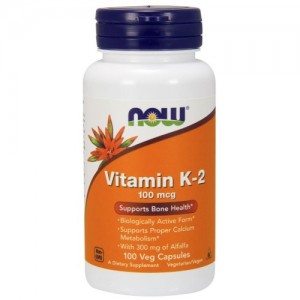 now
Vitamin K-2
100 mcg
Supports Bone Health*
• Biologically Active Form*
• Supports Proper Calcium
Metabolism*
• With 300 mg of Alfalfa
100 Veg Capsules
A Dietary Supplement
Vegetarian/Vegan